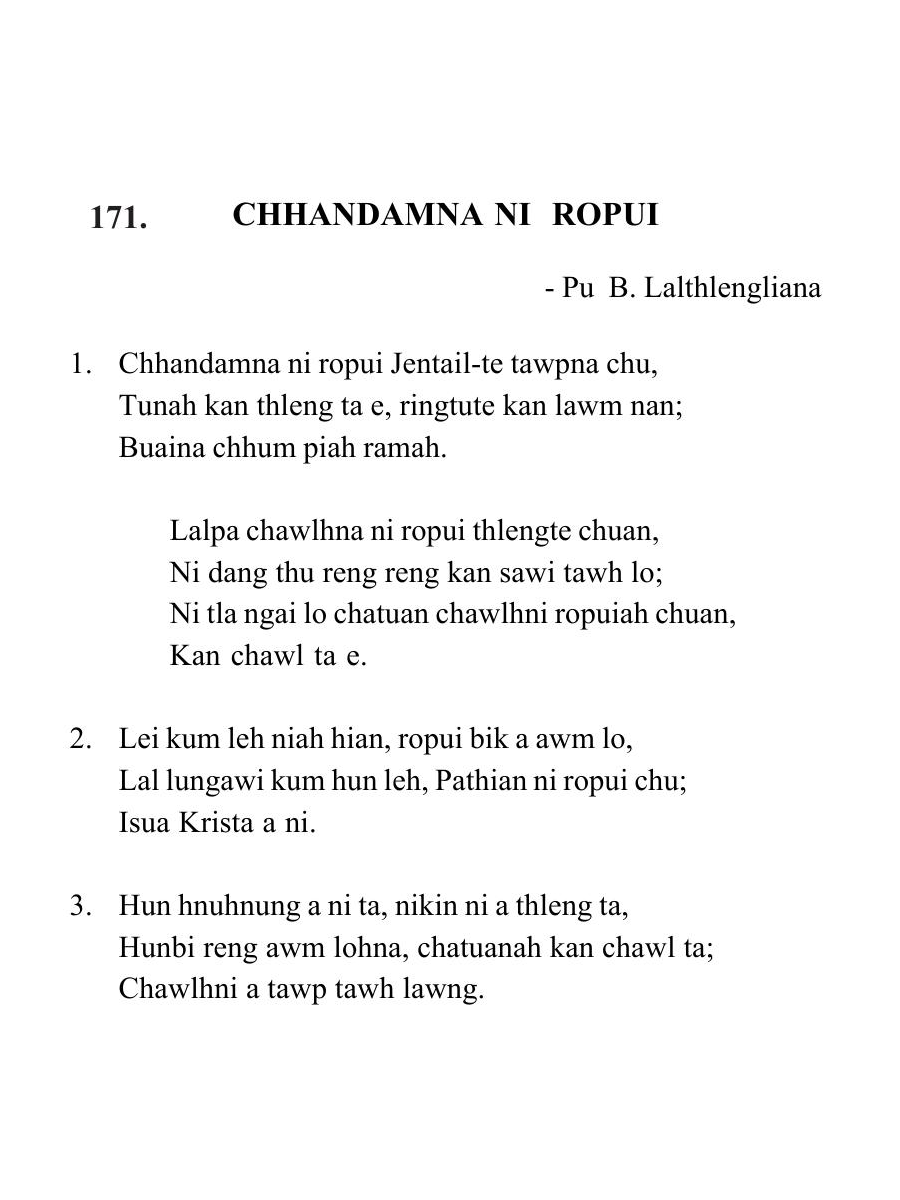 171. CHHANDAMNA NI ROPUI
- Pu B. Lalthlengliana
1. Chhandamna ni ropui Jentail-te tawpna chu,
Tunah kan thleng ta e, ringtute kan lawm nan;
Buaina chhum piah ramah.
Lalpa chawlhna ni ropui thlengte chuan,
Ni dang thu reng reng kan sawi tawh lo;
Ni tla ngai lo chatuan chawlhni ropuiah chuan,
Kan chawl ta e.
2. Lei kum leh niah hian, ropui bik a awm lo,
Lal lungawi kum hun leh, Pathian ni ropui chu;
Isua Krista a ni.
3. Hun hnuhnung a ni ta, nikin ni a thleng ta,
Hunbi reng awm lohna, chatuanah kan chawl ta;
Chawlhni a tawp tawh lawng.